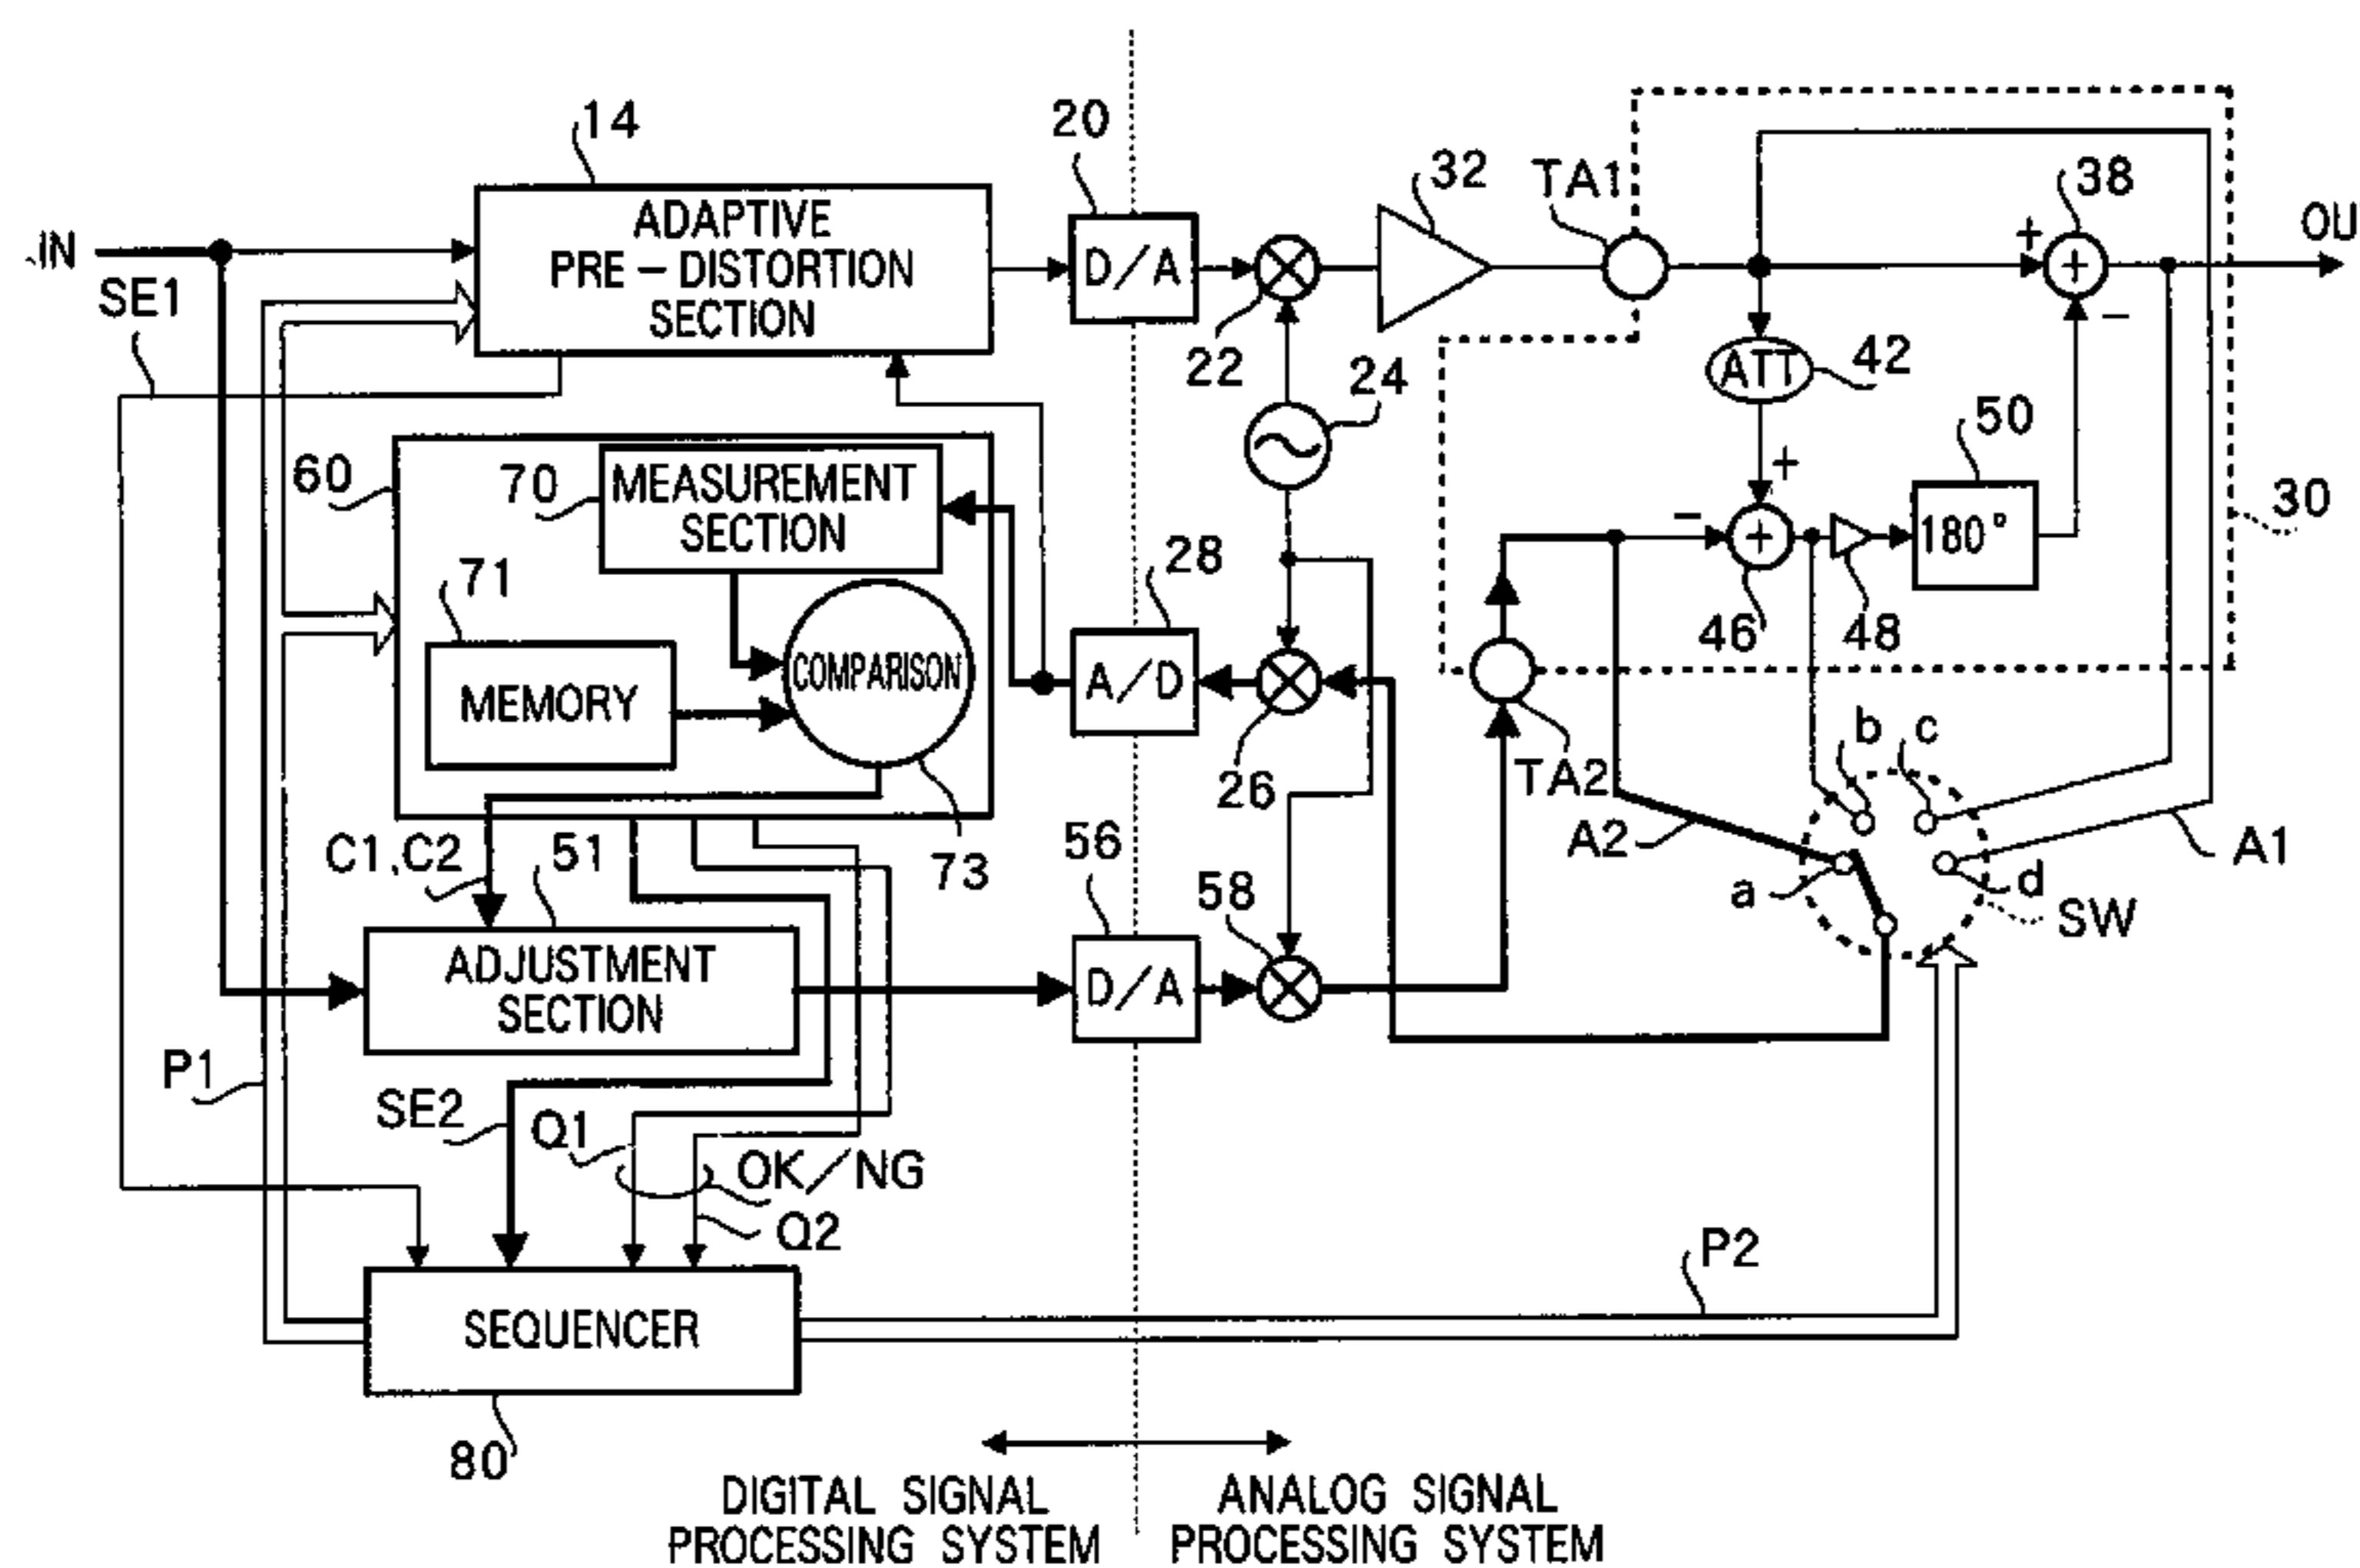 14
20
IN
SE1
ADAPTIVE
PRE-DISTORTION
SECTION
D/A
22
24
32
TA1
38
+
+
−
OU
ATT
42
+
−
+
46
48
50
180°
30
60
70
MEASUREMENT
SECTION
71
MEMORY
COMPARISON
73
28
A/D
26
TA2
b
c
a
d
A2
A1
SW
C1,C2
51
ADJUSTMENT
SECTION
56
D/A
58
P1
SE2
Q1
OK/NG
Q2
P2
SEQUENCER
80
DIGITAL SIGNAL
PROCESSING SYSTEM
ANALOG SIGNAL
PROCESSING SYSTEM